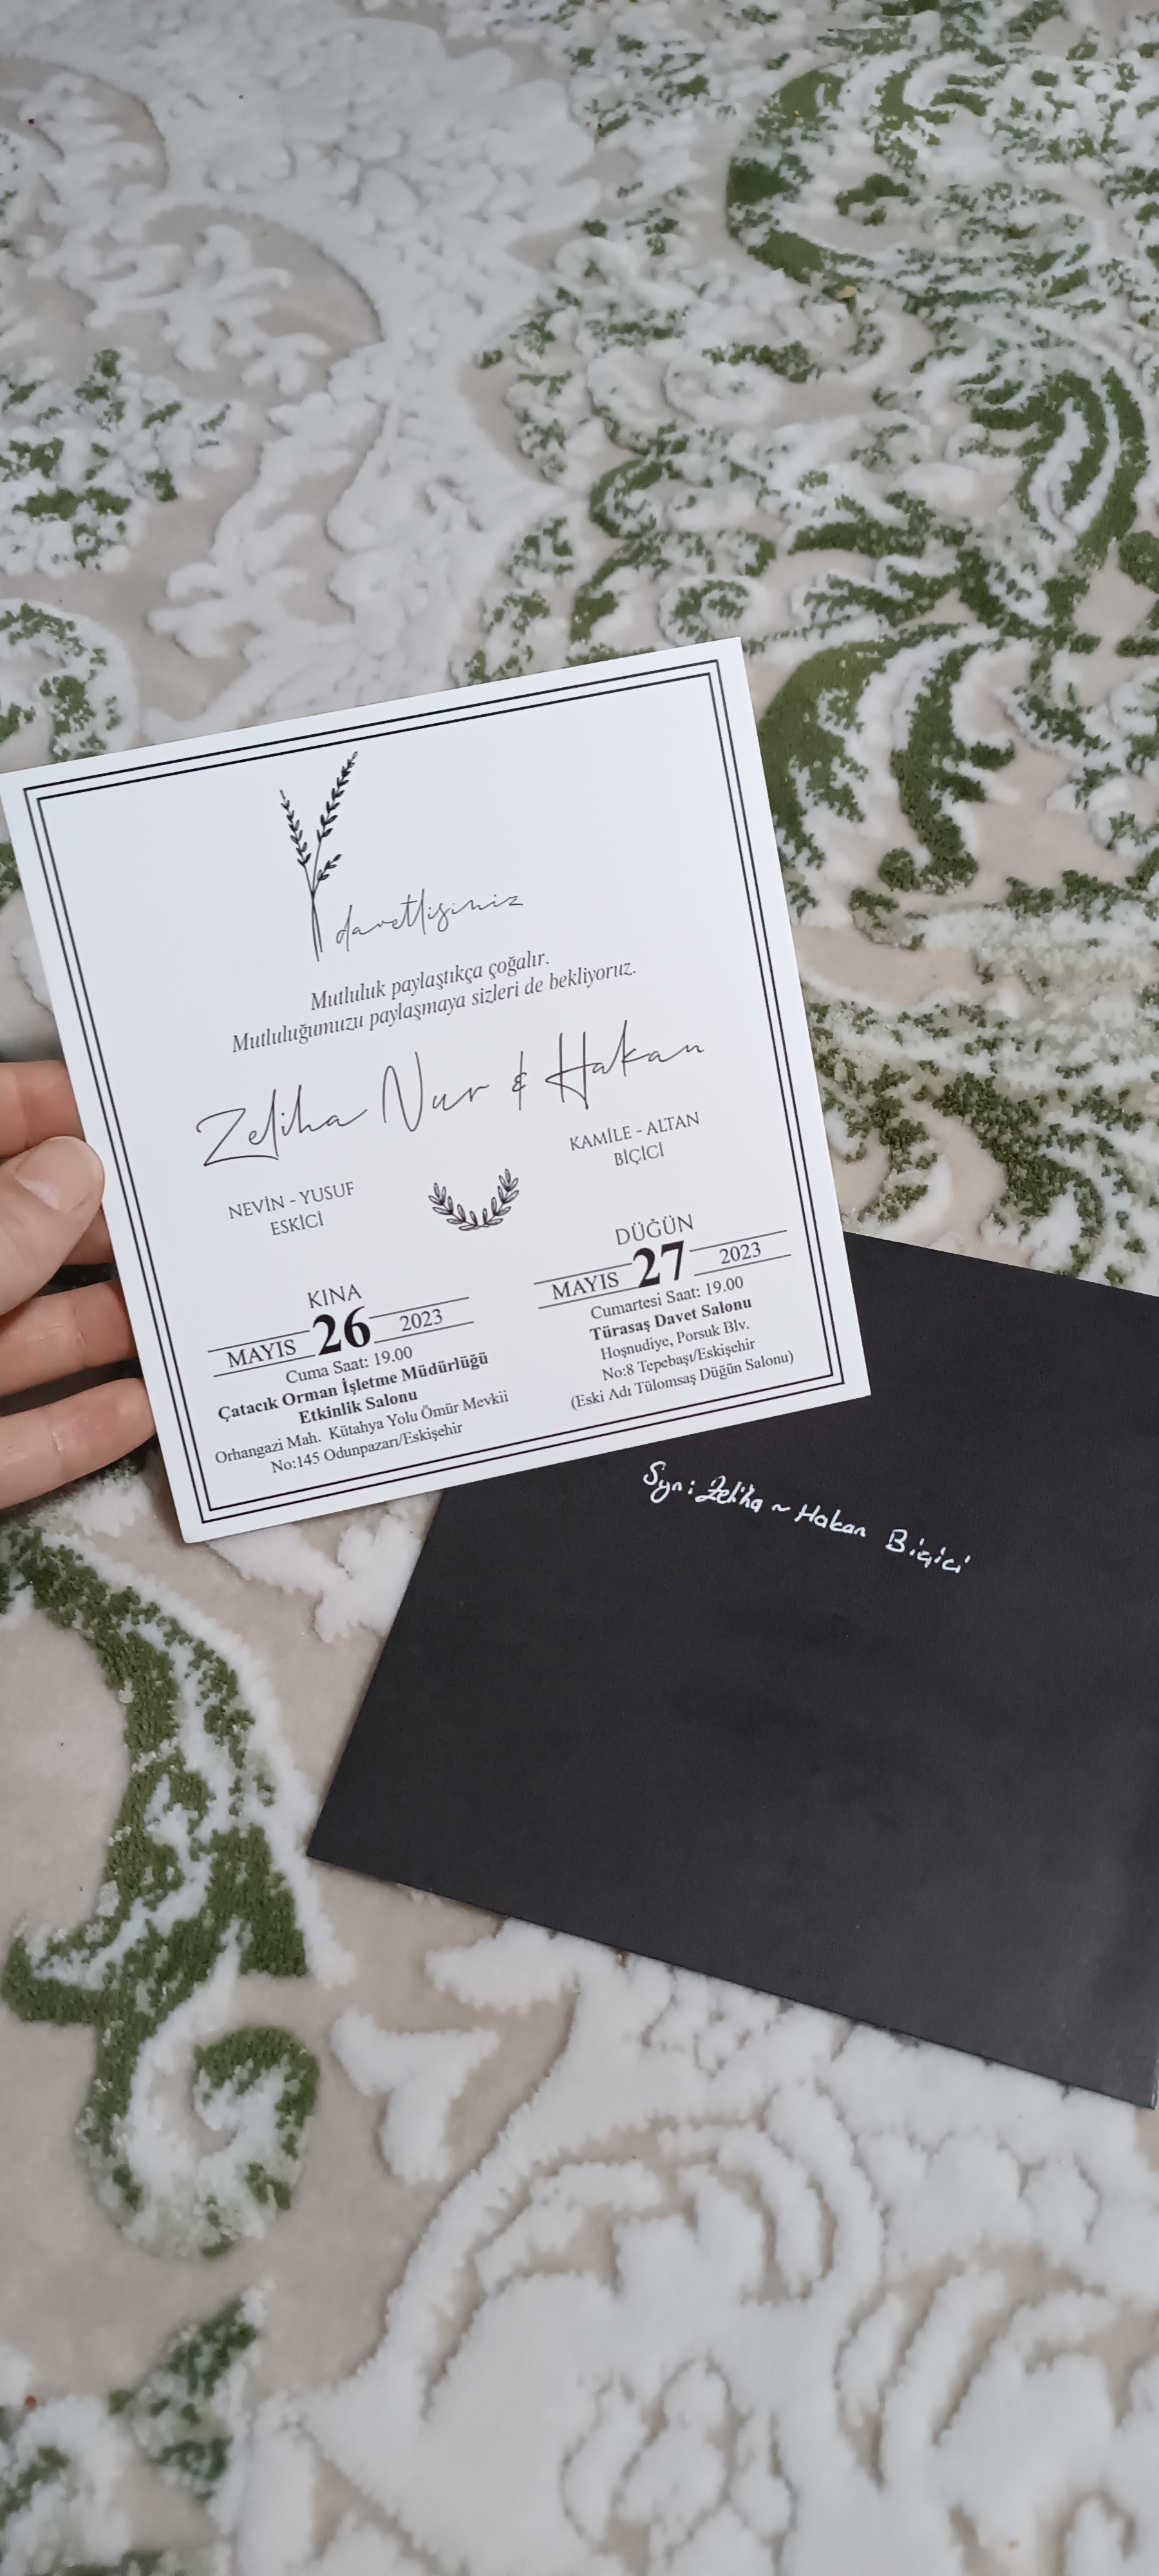 davetlisiniz
Mutluluk paylaştıkça çoğalır.
Mutluluğumuzu paylaşmaya sizleri de bekliyoruz.
Zeliha Nur & Hakan
NEVİN - YUSUF
ESKİCİ
KAMİLE - ALTAN
BİÇİCİ
KINA
MAYIS 26 2023
Cuma Saat: 19.00
Çatacık Orman İşletme Müdürlüğü
Etkinlik Salonu
Orhangazi Mah. Kütahya Yolu Ömür Mevkii
No:145 Odunpazarı/Eskişehir
DÜĞÜN
MAYIS 27 2023
Cumartesi Saat: 19.00
Türasaş Davet Salonu
Hoşnudiye, Porsuk Blv.
No:8 Tepebaşı/Eskişehir
(Eski Adı Tülomsaş Düğün Salonu)
Syn: Zeliha ~ Hakan Biçici